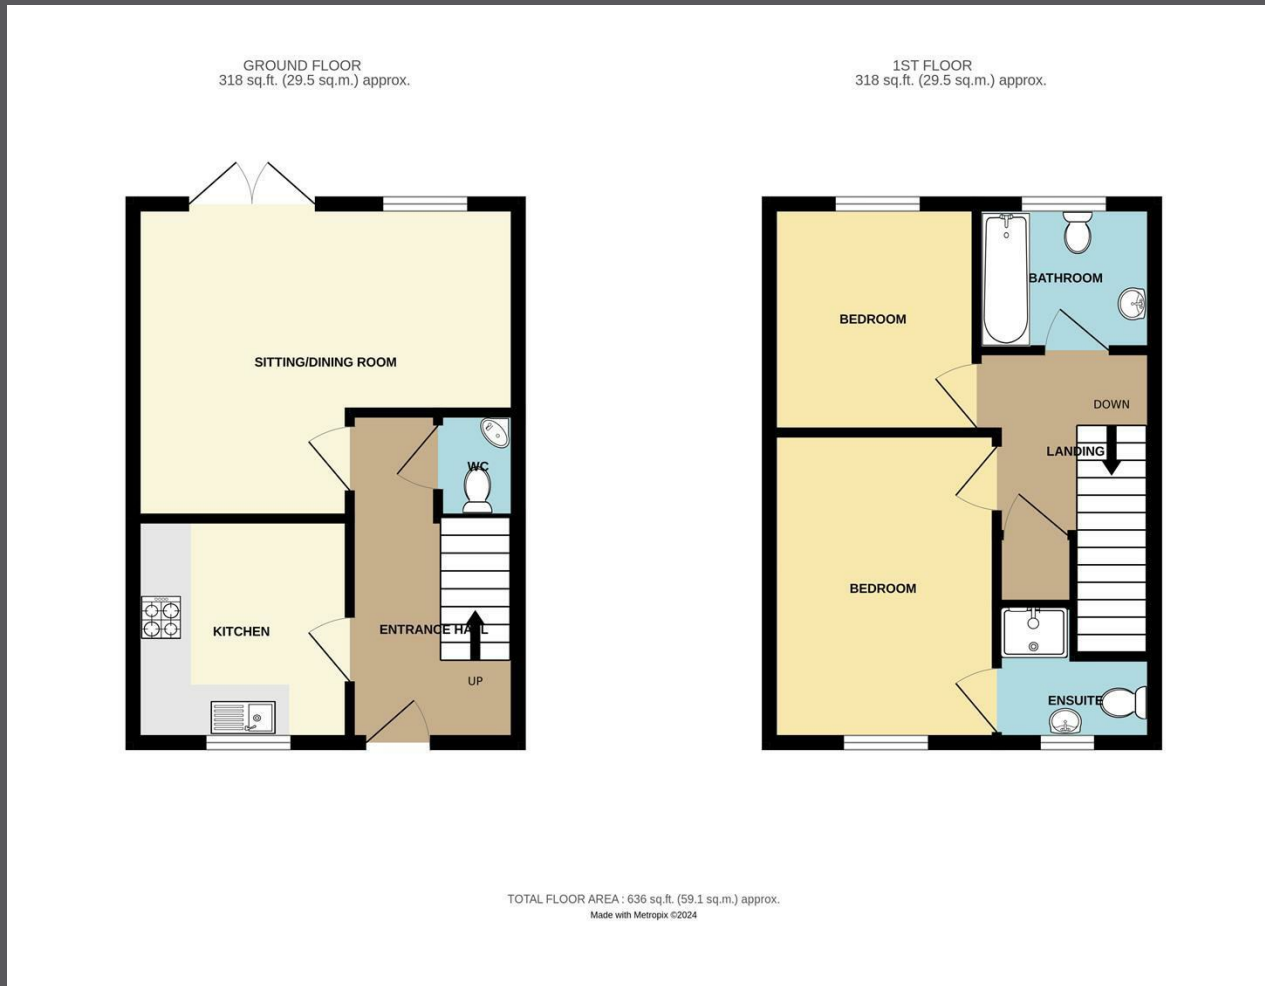 GROUND FLOOR
318 sq.ft. (29.5 sq.m.) approx.
SITTING/DINING ROOM
WC
KITCHEN
ENTRANCE HALL
UP
1ST FLOOR
318 sq.ft. (29.5 sq.m.) approx.
BATHROOM
BEDROOM
DOWN
LANDING
BEDROOM
ENSUITE
TOTAL FLOOR AREA : 636 sq.ft. (59.1 sq.m.) approx.
Made with Metropix ©2024